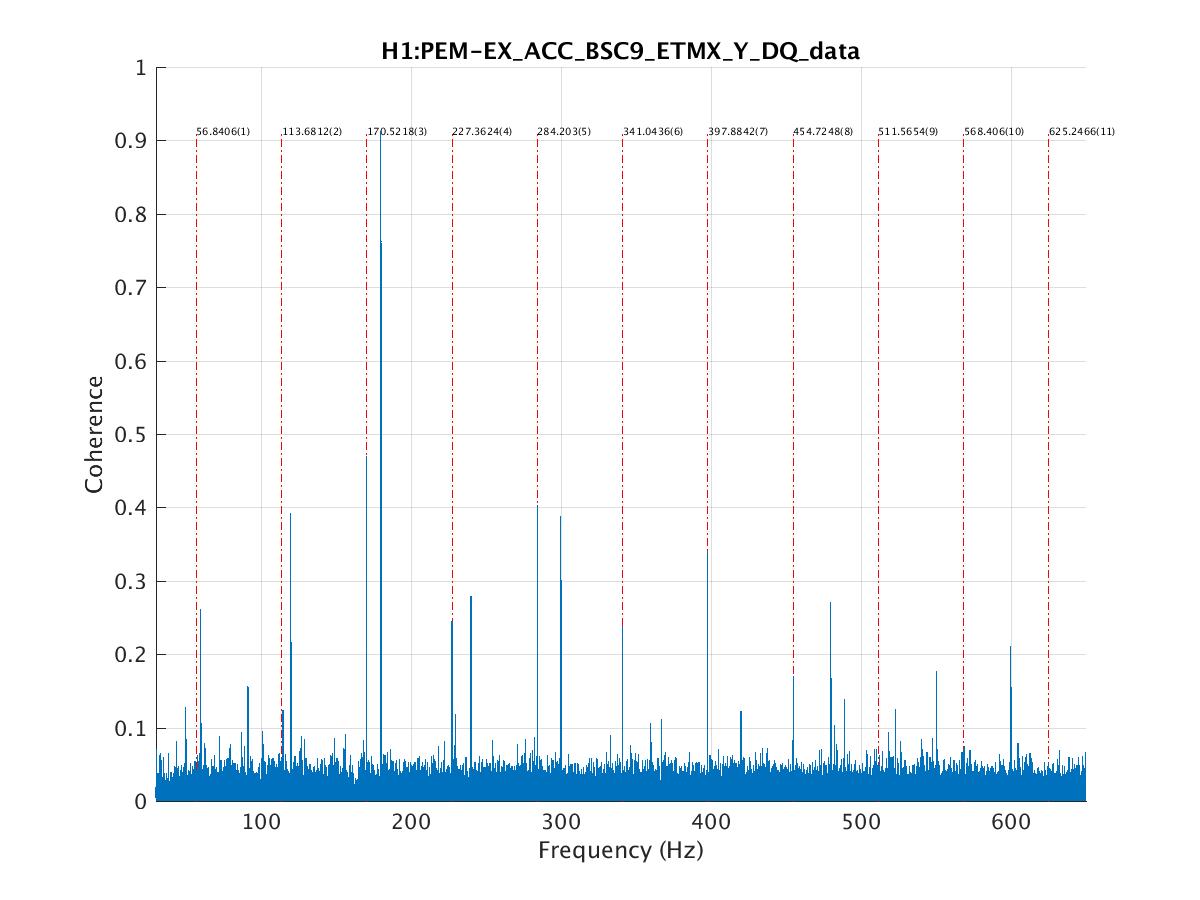 H1:PEM-EX_ACC_BSC9_ETMX_Y_DQ_data
1
0.9
0.8
0.7
0.6
0.5
0.4
0.3
0.2
0.1
0
Coherence
56.8406(1) 113.6812(2) 170.5218(3) 227.3624(4) 284.203(5) 341.0436(6) 397.8842(7) 454.7248(8) 511.5654(9) 568.406(10) 625.2466(11)
100 200 300 400 500 600
Frequency (Hz)